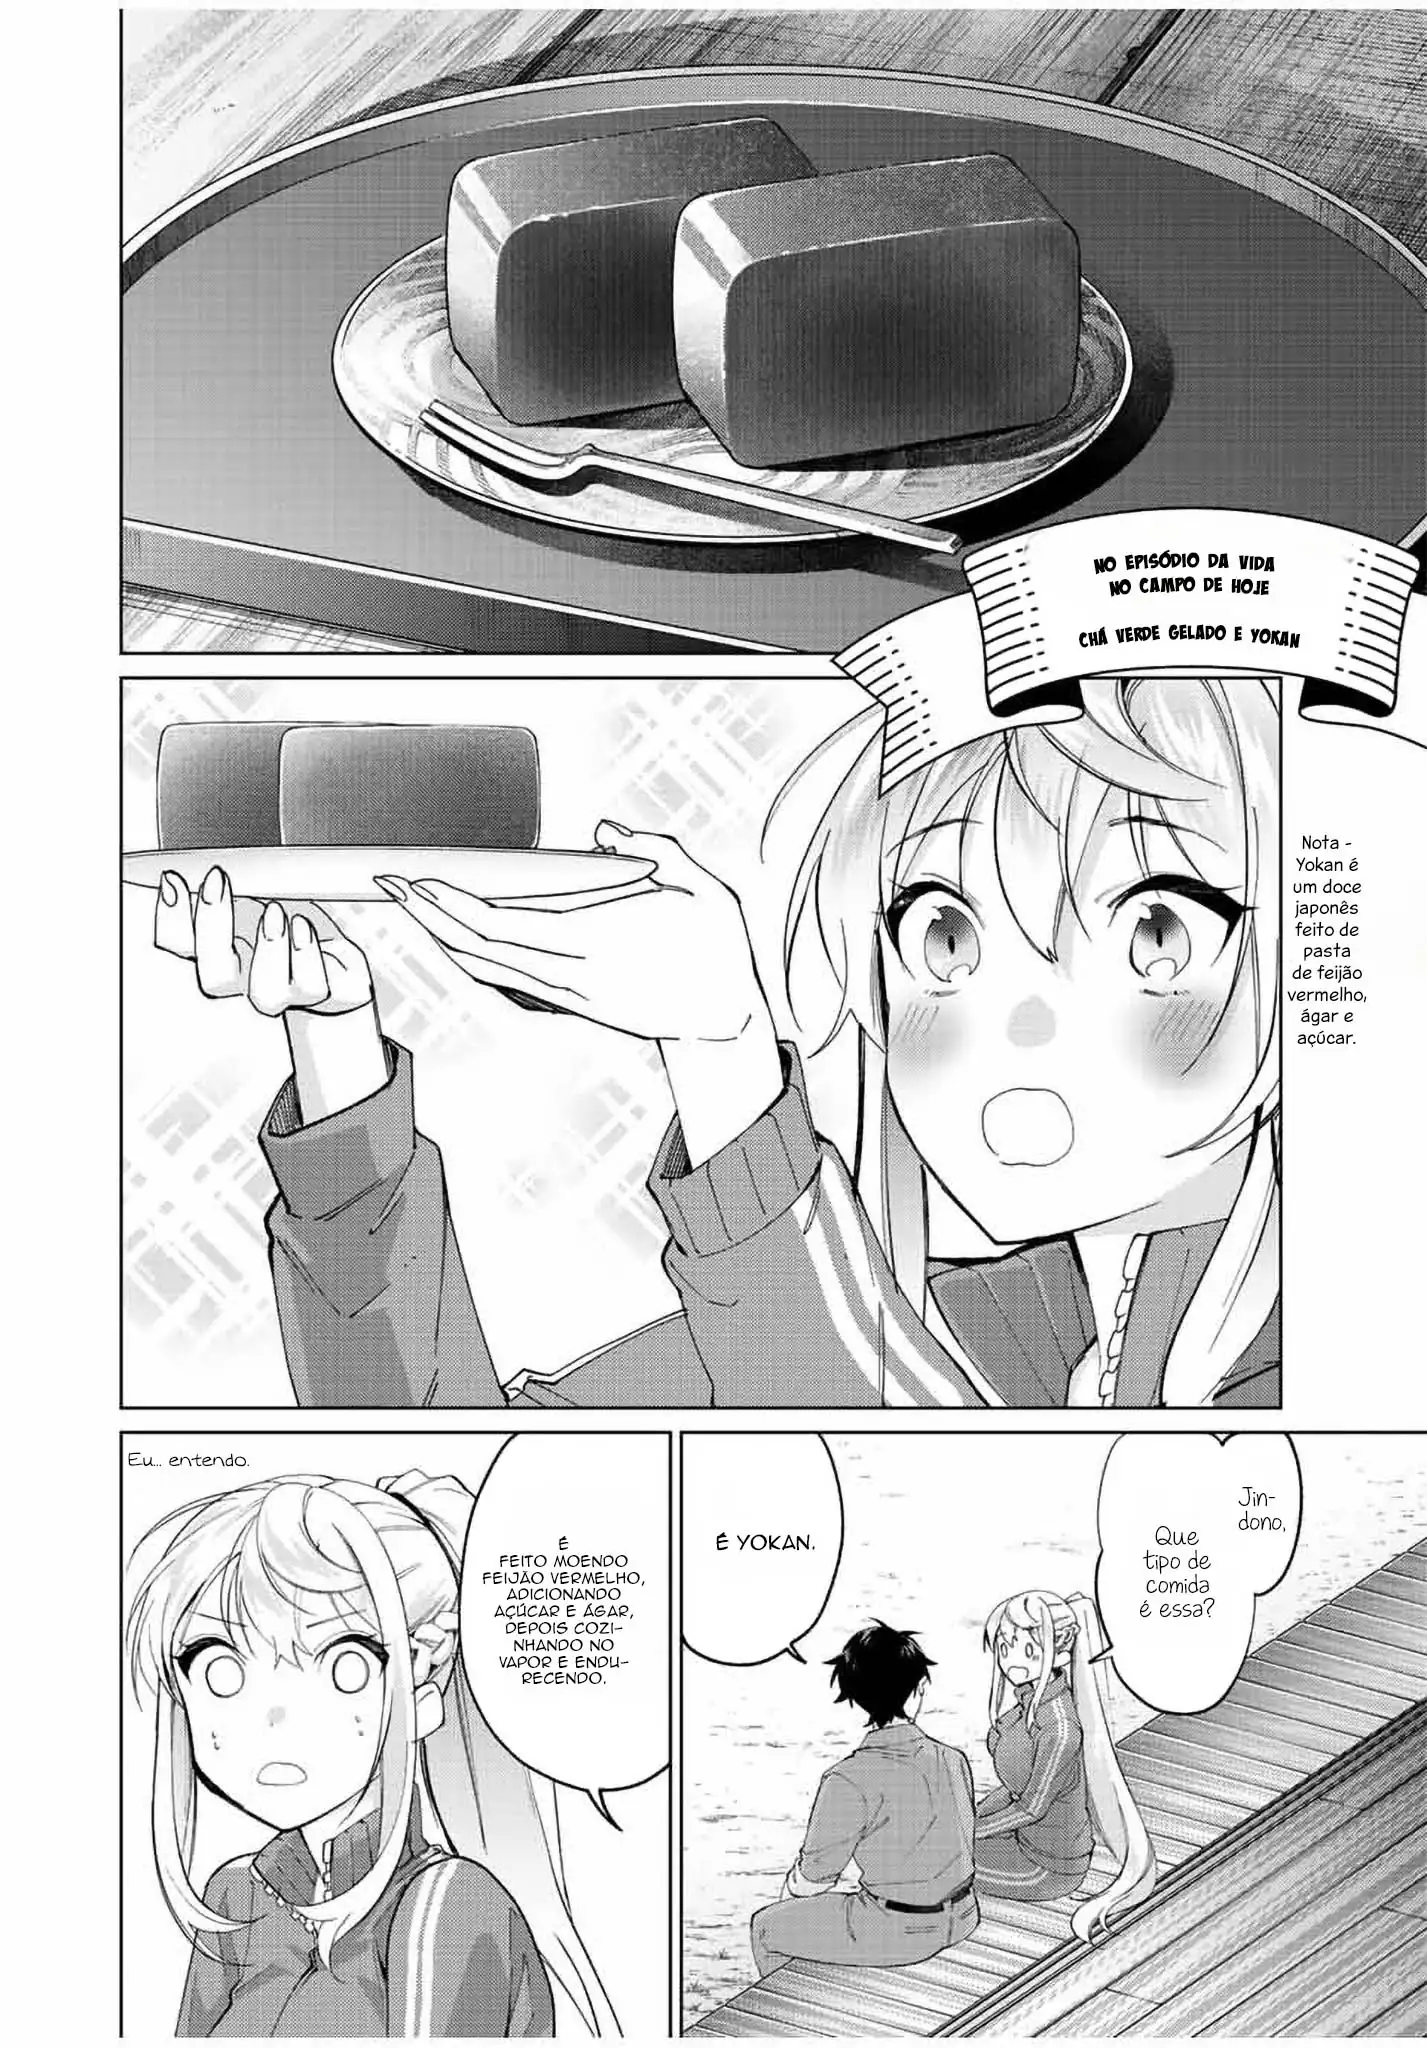 NO EPISÓDIO DA VIDA
NO CAMPO DE HOJE
CHÁ VERDE GELADO E YOKAN
Nota -
Yokan é
um doce
japonês
feito de
pasta
de feijão
vermelho,
ágar e
açúcar.
Jin-
dono,
Que
tipo de
comida
é essa?
É YOKAN.
É
FEITO MOENDO
FEIJÃO VERMELHO,
ADICIONANDO
AÇÚCAR E ÁGAR,
DEPOIS COZI-
NHANDO NO
VAPOR E ENDU-
RECENDO.
Eu... entendo.